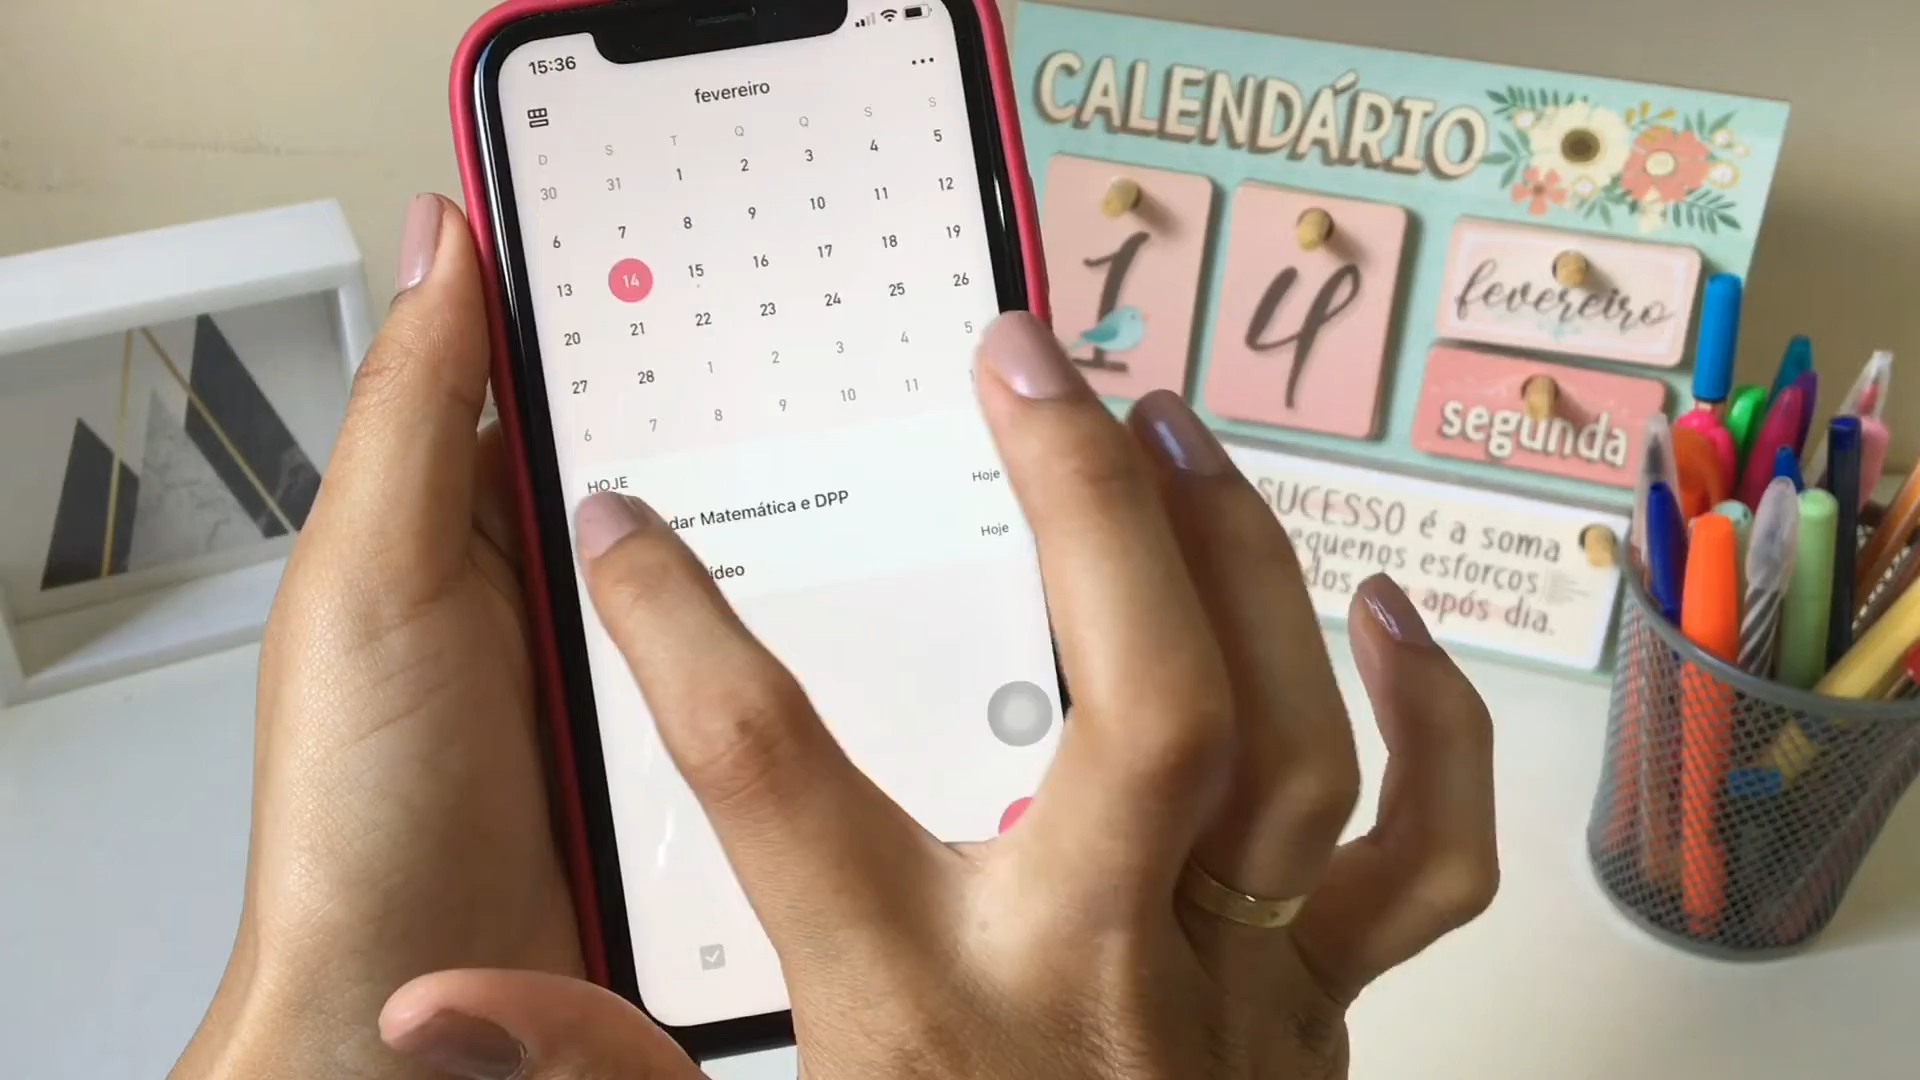 15:36
fevereiro
D S T Q Q S S
30 31 1 2 3 4 5
6 7 8 9 10 11 12
13 14 15 16 17 18 19
20 21 22 23 24 25 26
27 28 1 2 3 4 5
6 7 8 9 10 11
HOJE
dar Matemática e DPP Hoje
ídeo Hoje
CALENDÁRIO
14
fevereiro
segunda
SUCESSO é a soma
equenos esforços
dos após dia.